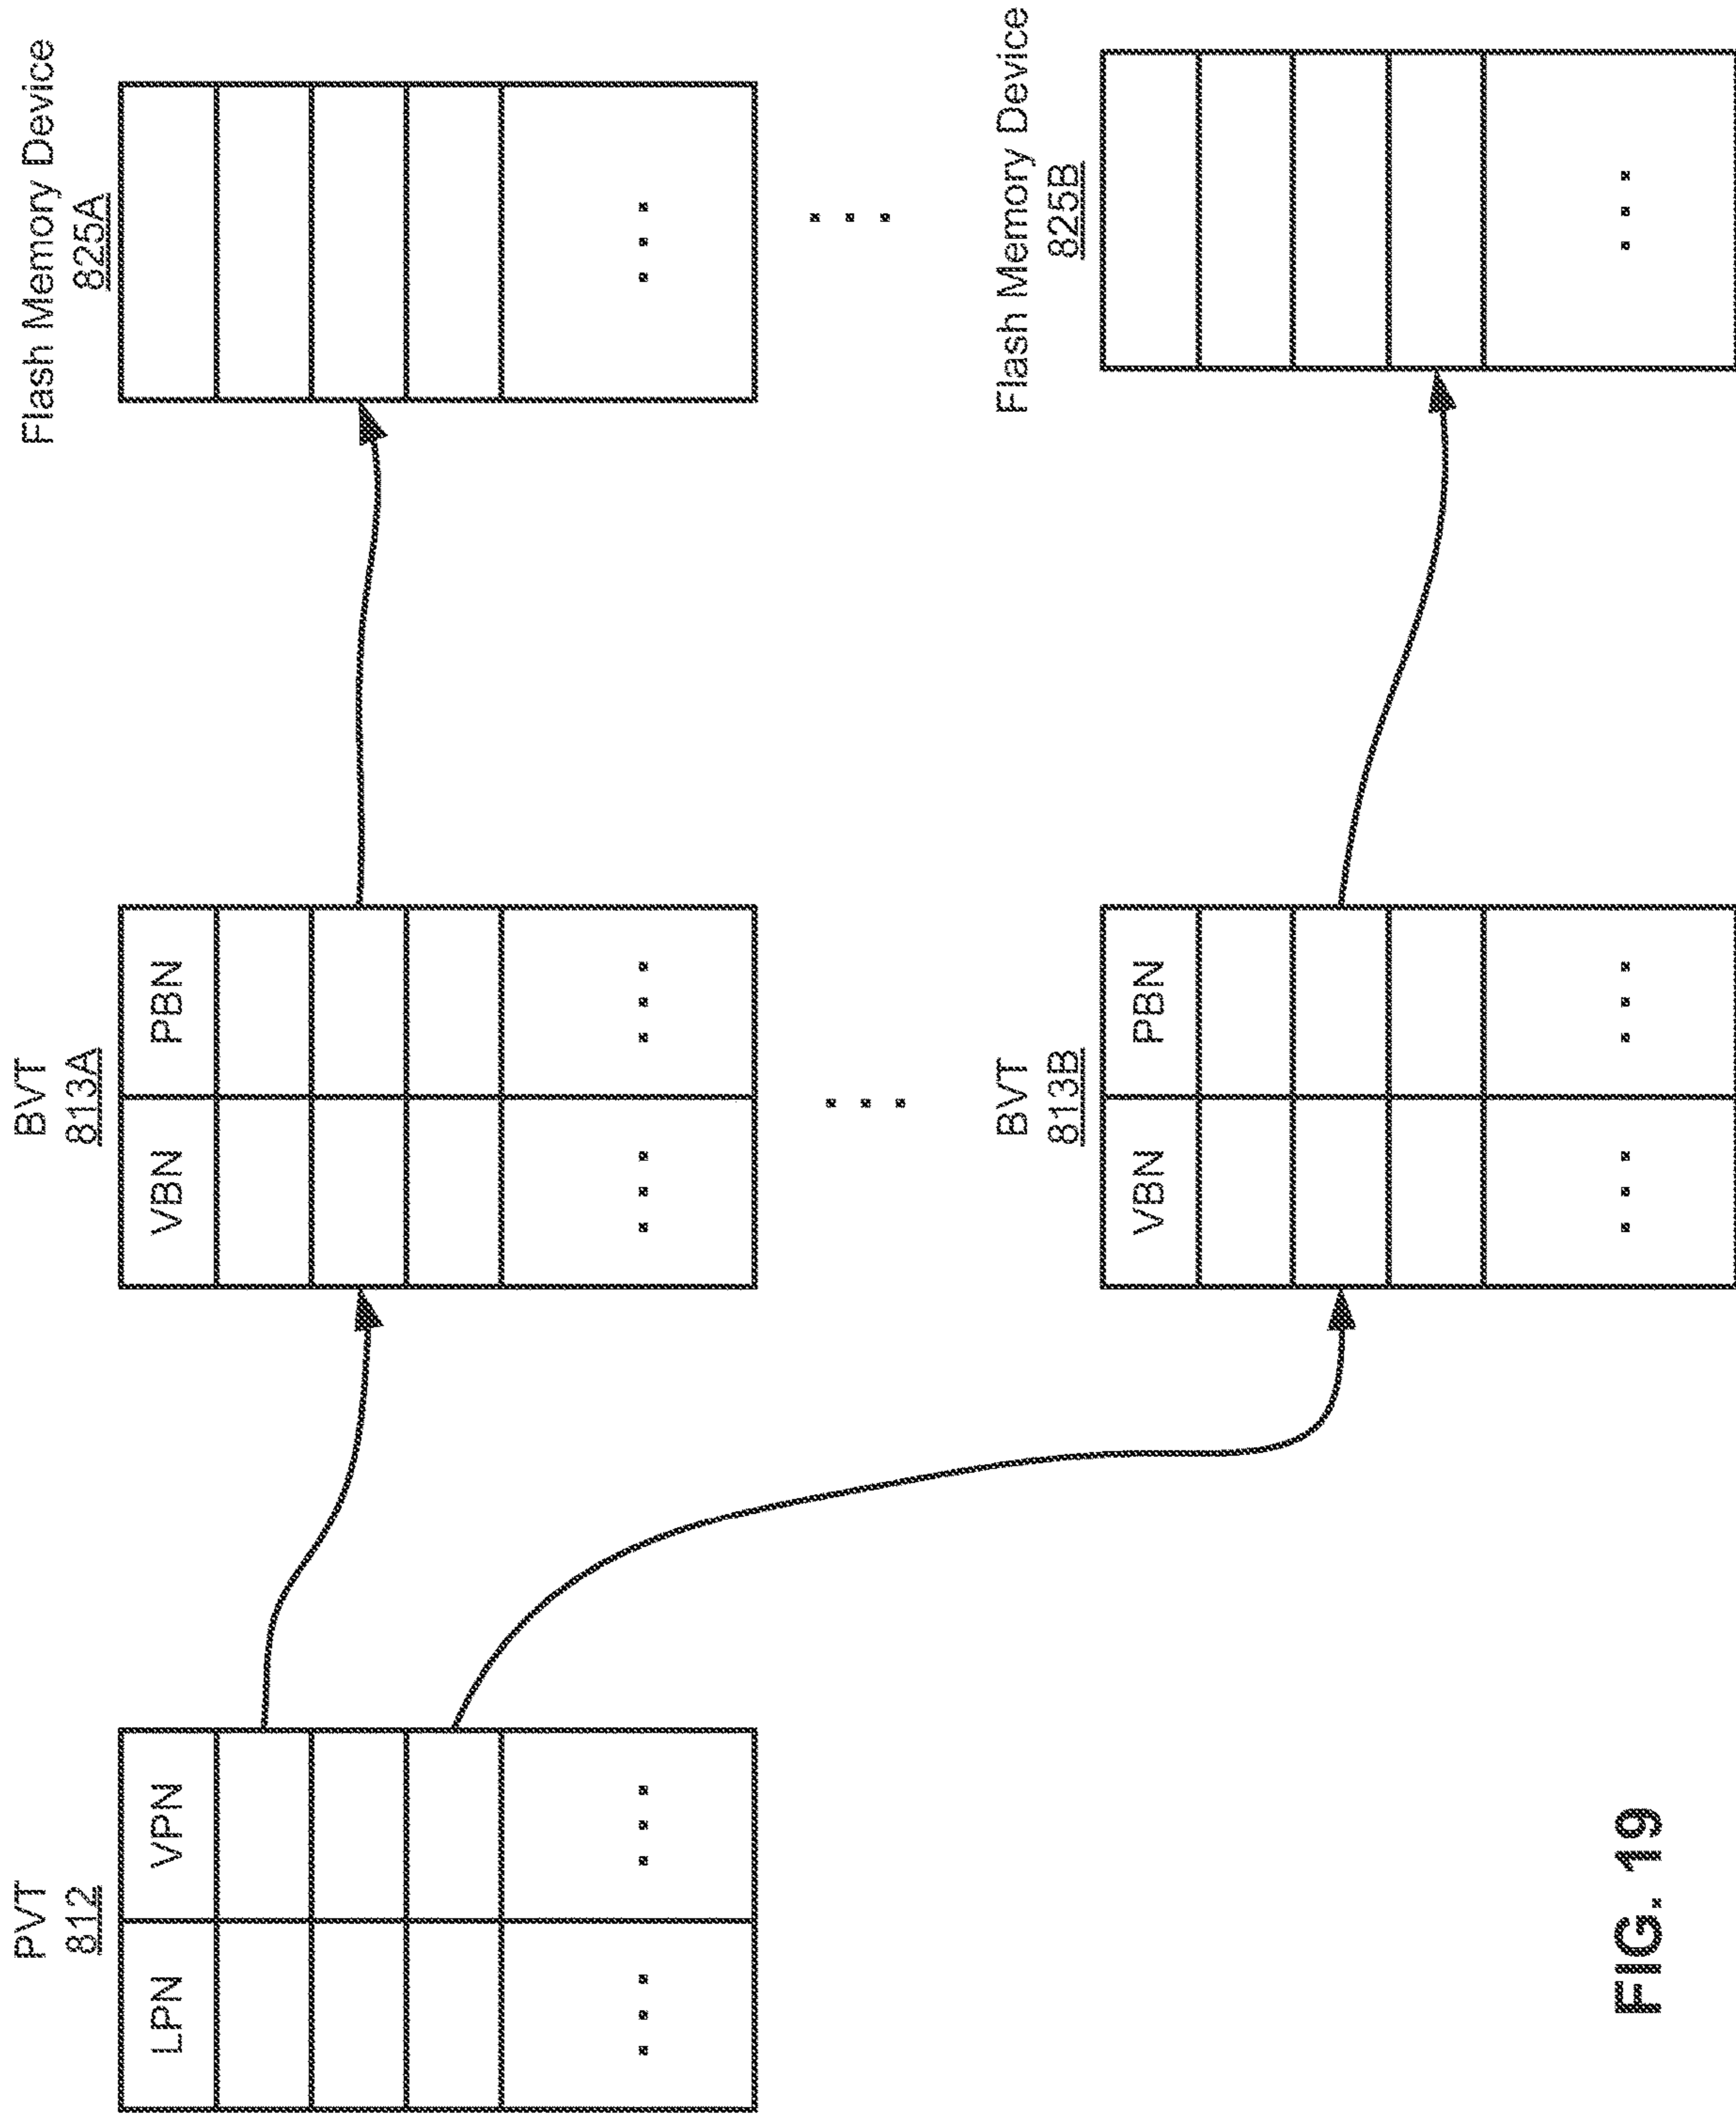 PVT
812
LPN VPN
BVT
813A
VBN PBN
Flash Memory Device
825A
BVT
813B
VBN PBN
Flash Memory Device
825B
FIG. 19